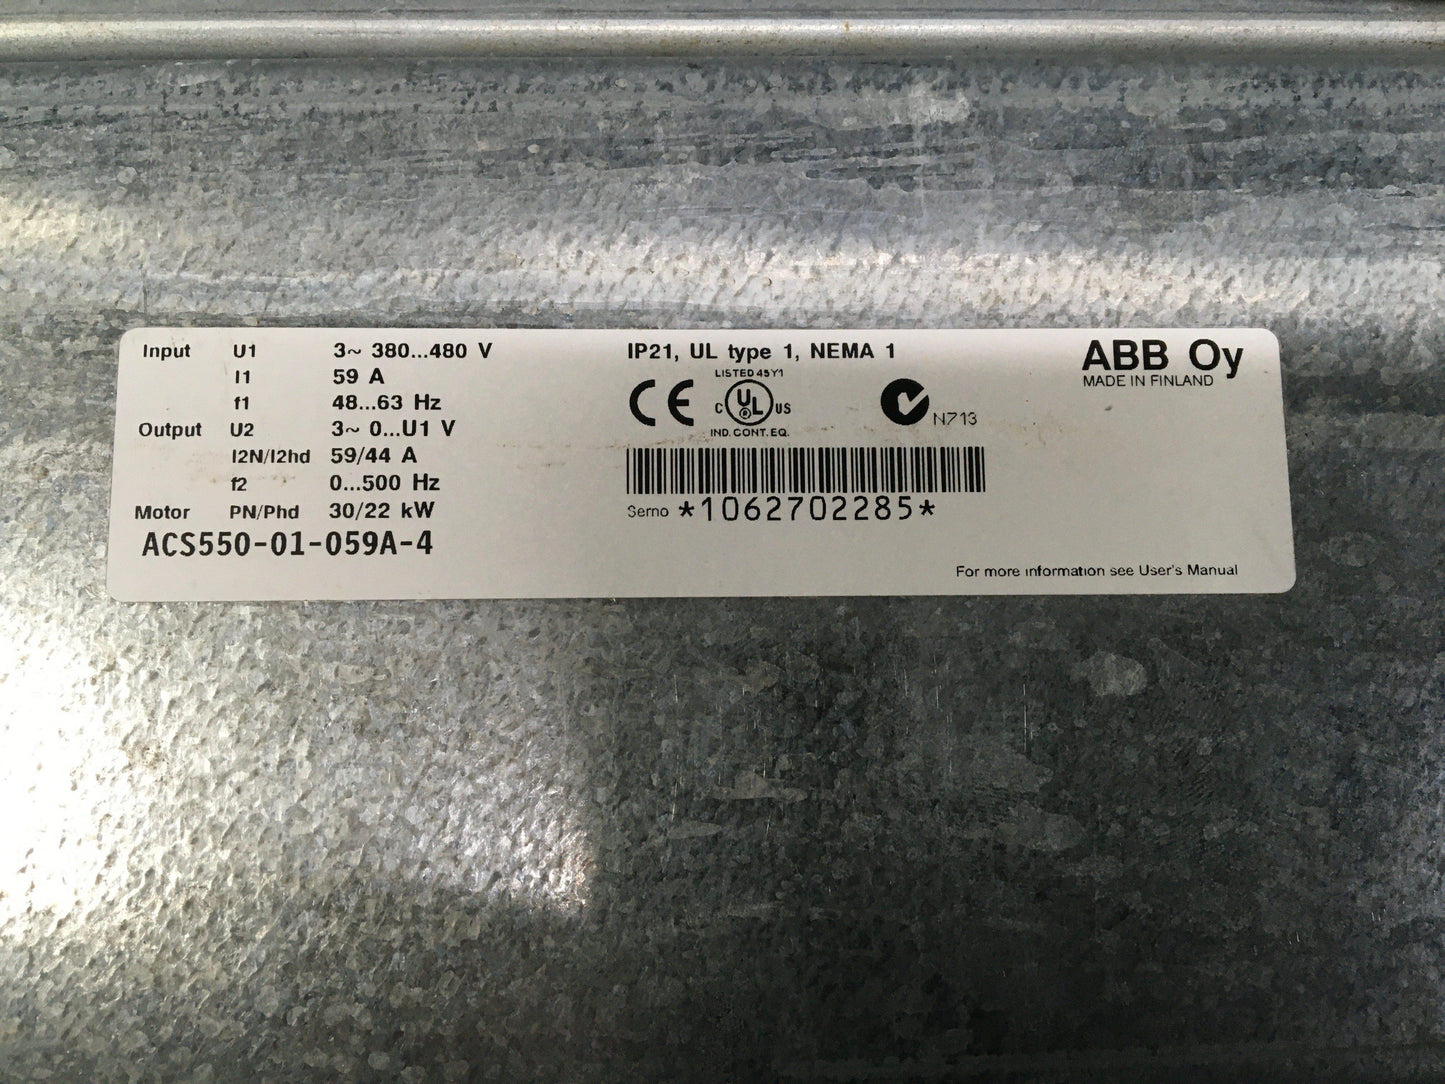 Input U1 3~ 380...480 V
I1 59 A
f1 48...63 Hz
Output U2 3~ 0...U1 V
I2N/I2hd 59/44 A
f2 0...500 Hz
Motor PN/Phd 30/22 kW
ACS550-01-059A-4
IP21, UL type 1, NEMA 1
LISTED 45Y1
CE C UL US N713
IND. CONT. EQ.
Serno *1062702285*
ABB Oy
MADE IN FINLAND
For more information see User's Manual